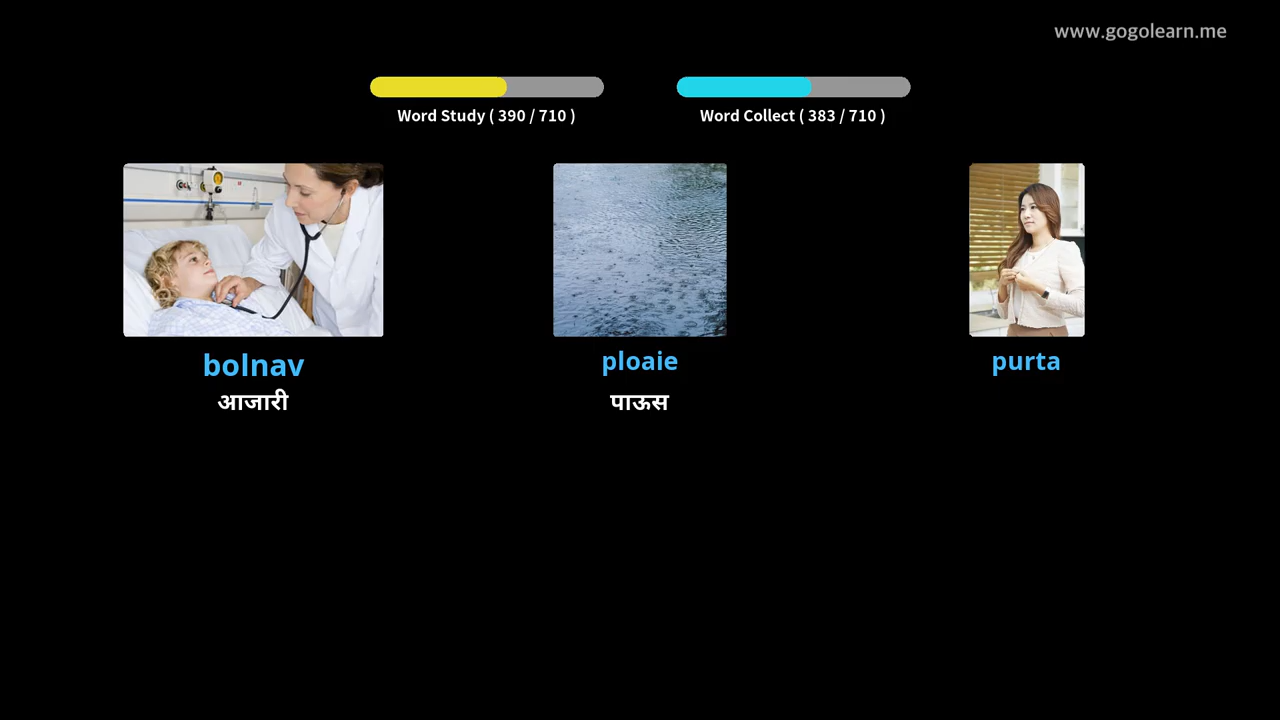 www.gogolearn.me
Word Study ( 390 / 710 )
Word Collect ( 383 / 710 )
bolnav
आजारी
ploaie
पाऊस
purta